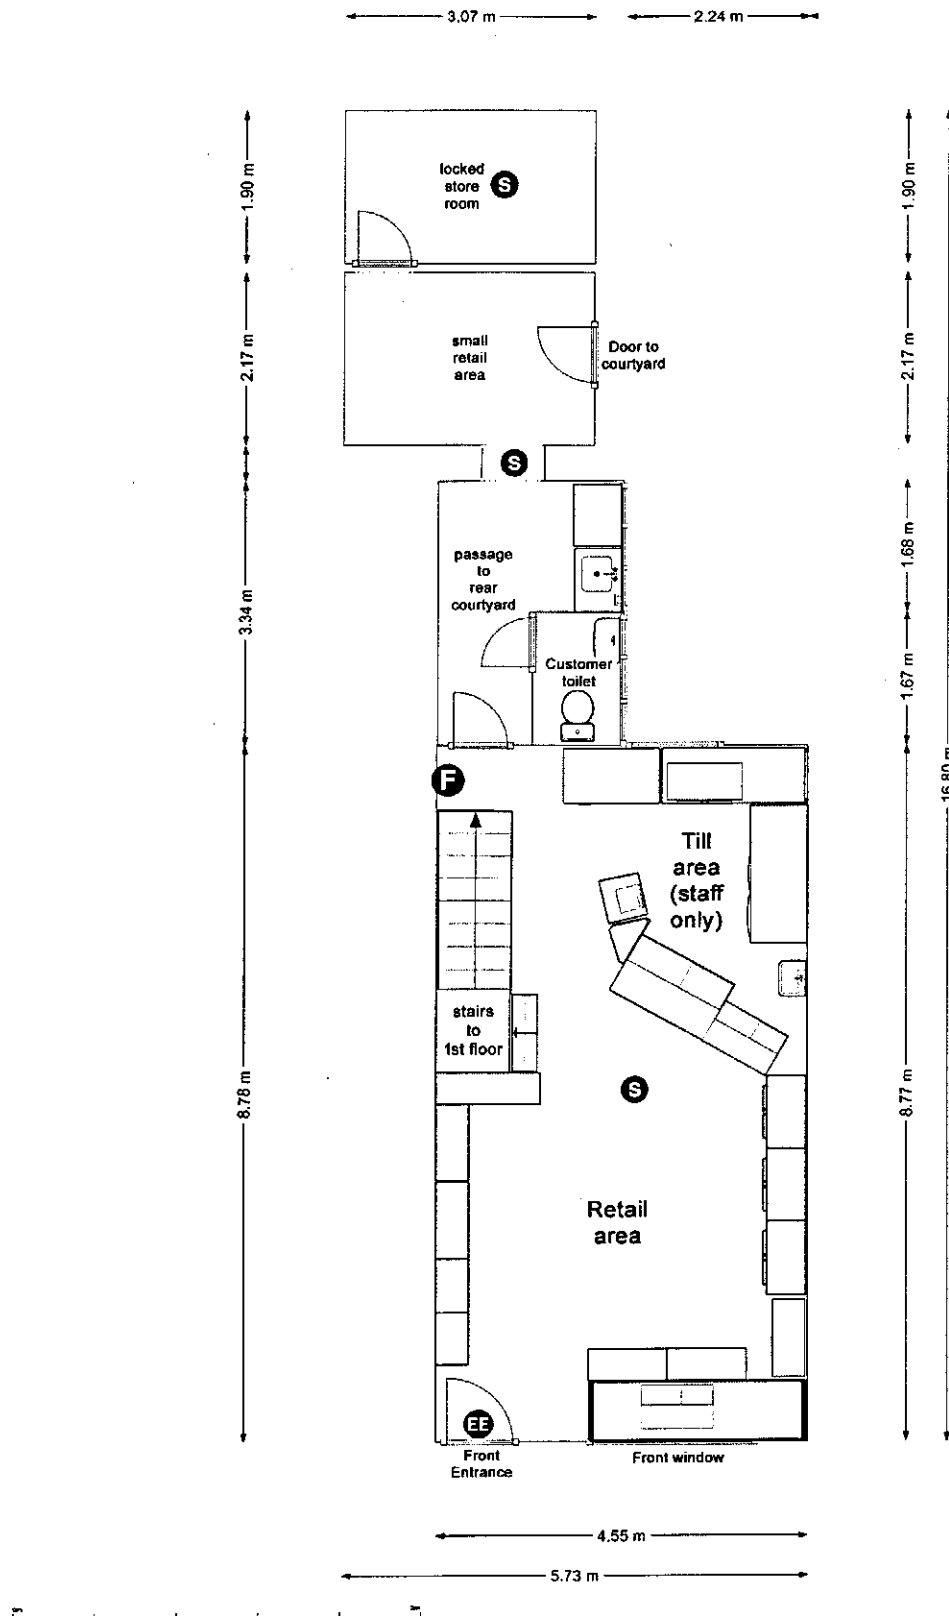 3.07 m
2.24 m
1.90 m
1.90 m
locked
store
room
S
2.17 m
2.17 m
small
retail
area
Door to
courtyard
S
3.34 m
1.68 m
passage
to
rear
courtyard
1.67 m
Customer
toilet
16.80 m
F
Till
area
(staff
only)
stairs
to
1st floor
8.78 m
8.77 m
S
Retail
area
EE
Front
Entrance
Front window
4.55 m
5.73 m